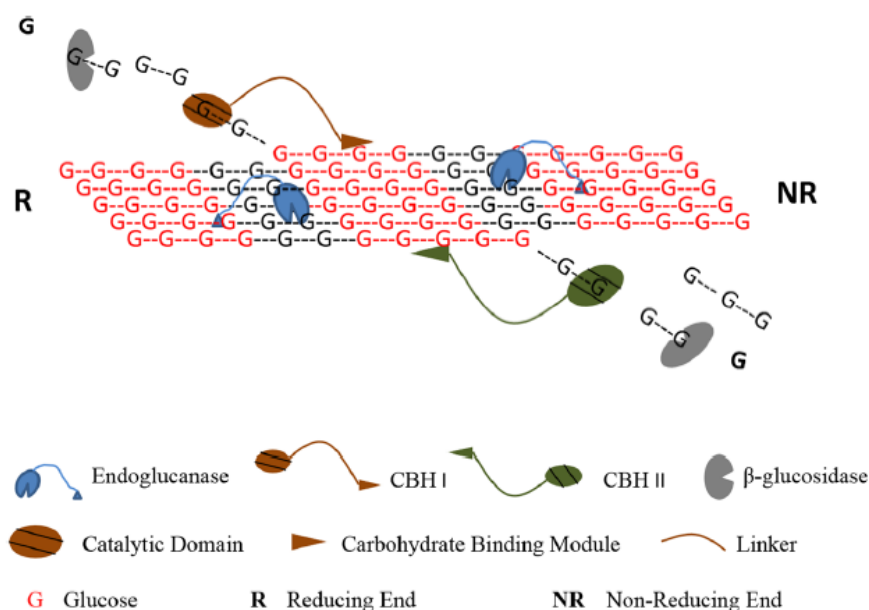 G
G---G
G---G
G---G---
G---G---G---G---G---G---G---G---G---G---G
G---G---G---G---G---G---G---G---G---G---G---G---G---G---G---G
G---G---G---G---G---G---G---G---G---G---G---G---G---G---G---G---G
R
NR
G---G---G---G---G---G---G---G---G---G---G---G---G---G---G---G
G---G---G---G---G---G---G---G---G---G---G---G---G---G---G---G---G
G---G---G---G---G---G---G---G---G---G---G
---G---G
G---G---G
G---G
G
Endoglucanase
CBH I
CBH II
β-glucosidase
Catalytic Domain
Carbohydrate Binding Module
Linker
G Glucose
R Reducing End
NR Non-Reducing End